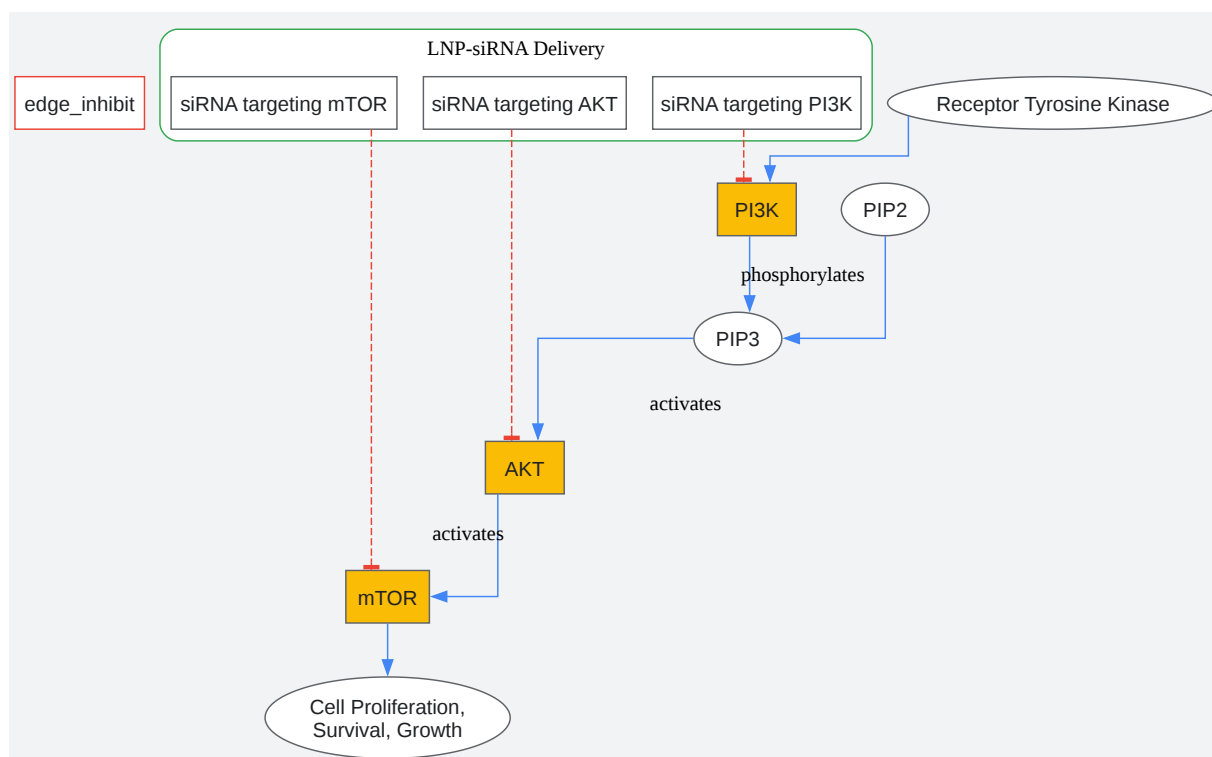 LNP-siRNA Delivery
edge_inhibit
siRNA targeting mTOR
siRNA targeting AKT
siRNA targeting PI3K
Receptor Tyrosine Kinase
PI3K
PIP2
phosphorylates
PIP3
activates
AKT
activates
mTOR
Cell Proliferation,
Survival, Growth